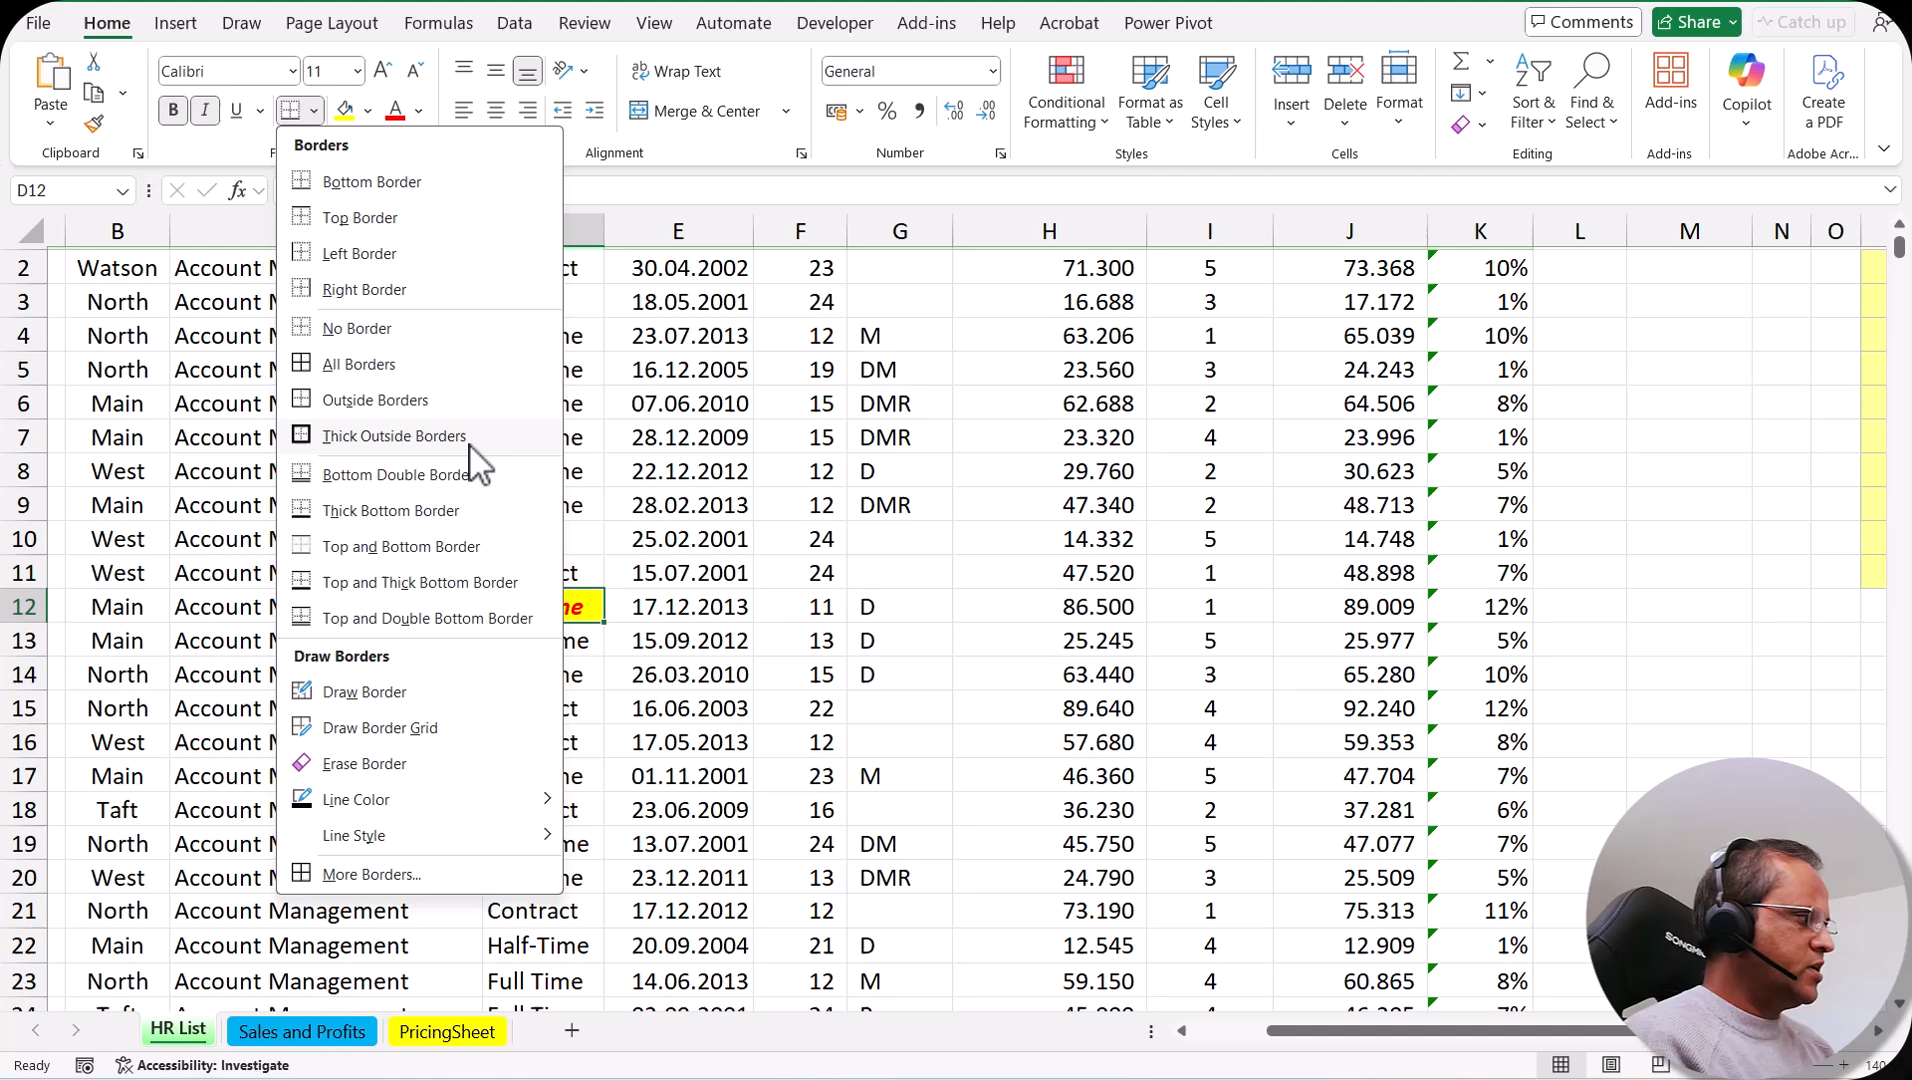 File Home Insert Draw Page Layout Formulas Data Review View Automate Developer Add-ins Help Acrobat Power Pivot Comments Share Catch up
Calibri 11 Wrap Text General
Paste B I U Merge & Center % Conditional Formatting Format as Table Cell Styles Insert Delete Format Sort & Filter Find & Select Add-ins Copilot Create a PDF
Clipboard Alignment Number Styles Cells Editing Add-ins Adobe Acr...
D12 fx
Borders
Bottom Border
Top Border
Left Border
Right Border
No Border
All Borders
Outside Borders
Thick Outside Borders
Bottom Double Borde
Thick Bottom Border
Top and Bottom Border
Top and Thick Bottom Border
Top and Double Bottom Border
Draw Borders
Draw Border
Draw Border Grid
Erase Border
Line Color
Line Style
More Borders...
B E F G H I J K L M N O
2 Watson Account M ct 30.04.2002 23 71.300 5 73.368 10%
3 North Account M 18.05.2001 24 16.688 3 17.172 1%
4 North Account M ne 23.07.2013 12 M 63.206 1 65.039 10%
5 North Account M ne 16.12.2005 19 DM 23.560 3 24.243 1%
6 Main Account M ne 07.06.2010 15 DMR 62.688 2 64.506 8%
7 Main Account M ne 28.12.2009 15 DMR 23.320 4 23.996 1%
8 West Account M ne 22.12.2012 12 D 29.760 2 30.623 5%
9 Main Account M ne 28.02.2013 12 DMR 47.340 2 48.713 7%
10 West Account M 25.02.2001 24 14.332 5 14.748 1%
11 West Account M ct 15.07.2001 24 47.520 1 48.898 7%
12 Main Account M ne 17.12.2013 11 D 86.500 1 89.009 12%
13 Main Account M me 15.09.2012 13 D 25.245 5 25.977 5%
14 North Account M ne 26.03.2010 15 D 63.440 3 65.280 10%
15 North Account M ct 16.06.2003 22 89.640 4 92.240 12%
16 West Account M ct 17.05.2013 12 57.680 4 59.353 8%
17 Main Account M ne 01.11.2001 23 M 46.360 5 47.704 7%
18 Taft Account M ct 23.06.2009 16 36.230 2 37.281 6%
19 North Account M me 13.07.2001 24 DM 45.750 5 47.077 7%
20 West Account M ne 23.12.2011 13 DMR 24.790 3 25.509 5%
21 North Account Management Contract 17.12.2012 12 73.190 1 75.313 11%
22 Main Account Management Half-Time 20.09.2004 21 D 12.545 4 12.909 1%
23 North Account Management Full Time 14.06.2013 12 M 59.150 4 60.865 8%
HR List Sales and Profits PricingSheet
Ready Accessibility: Investigate 140